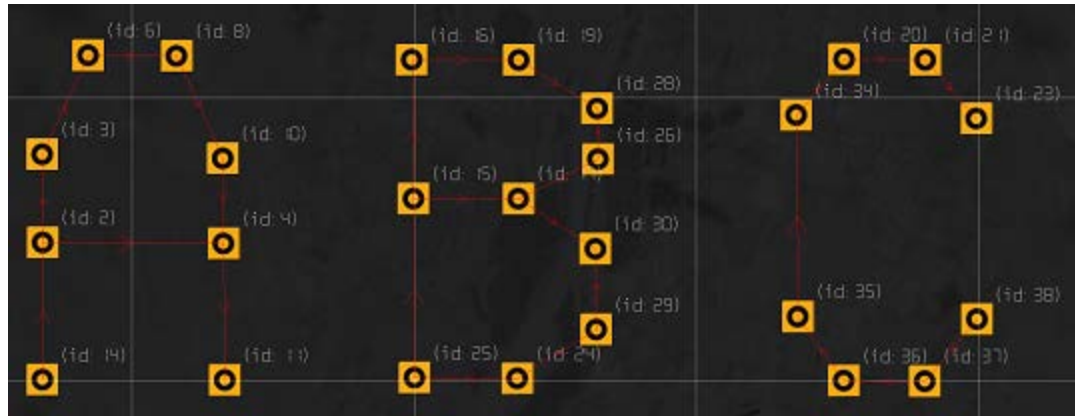 (id: 6) (id: 8) (id: 16) (id: 19) (id: 20) (id: 21)
(id: 28) (id: 34) (id: 23)
(id: 3) (id: 10) (id: 26)
(id: 15)
(id: 2) (id: 4) (id: 30)
(id: 35) (id: 38)
(id: 29)
(id: 14) (id: 11) (id: 25) (id: 24) (id: 36) (id: 37)